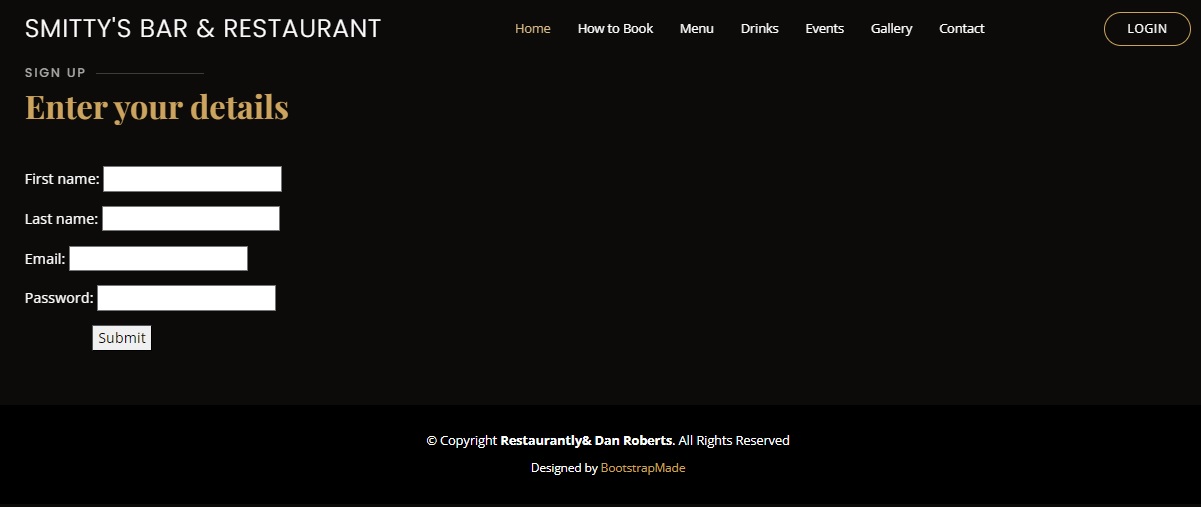 SMITTY'S BAR & RESTAURANT
Home How to Book Menu Drinks Events Gallery Contact
LOGIN
SIGN UP
Enter your details
First name:
Last name:
Email:
Password:
Submit
© Copyright Restaurantly& Dan Roberts. All Rights Reserved
Designed by BootstrapMade